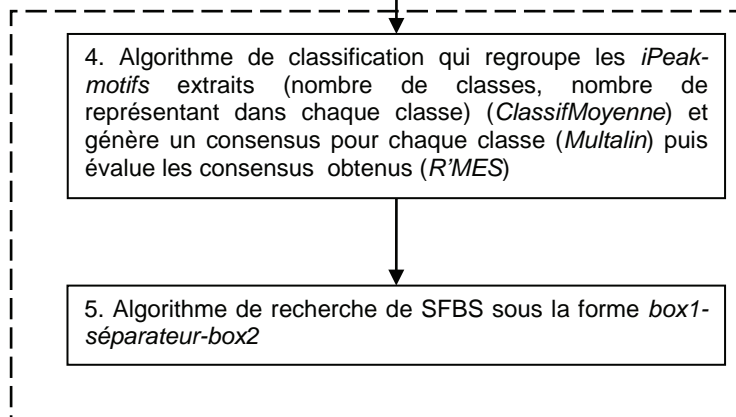 4. Algorithme de classification qui regroupe les iPeak-
motifs extraits (nombre de classes, nombre de
représentant dans chaque classe) (ClassifMoyenne) et
génère un consensus pour chaque classe (Multalin) puis
évalue les consensus obtenus (R'MES)
5. Algorithme de recherche de SFBS sous la forme box1-
séparateur-box2